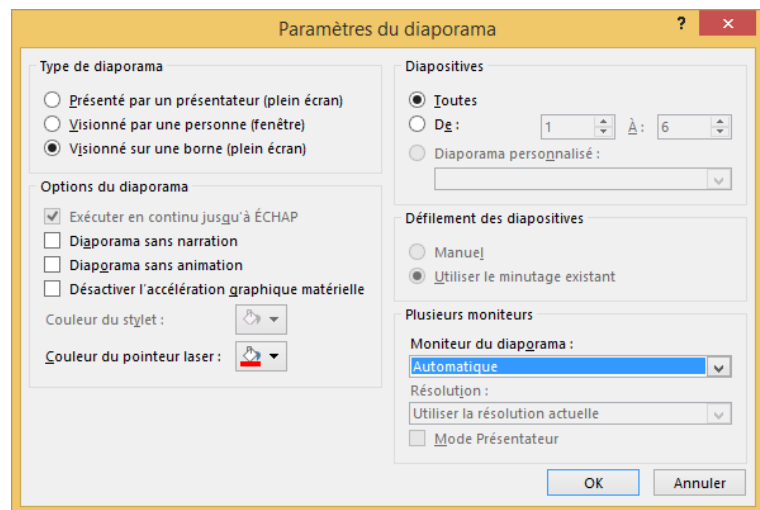 Paramètres du diaporama
?
Type de diaporama
Présenté par un présentateur (plein écran)
Visionné par une personne (fenêtre)
Visionné sur une borne (plein écran)
Options du diaporama
Exécuter en continu jusqu'à ÉCHAP
Diaporama sans narration
Diaporama sans animation
Désactiver l'accélération graphique matérielle
Couleur du stylet :
Couleur du pointeur laser :
Diapositives
Toutes
De : 1 À : 6
Diaporama personnalisé :
Défilement des diapositives
Manuel
Utiliser le minutage existant
Plusieurs moniteurs
Moniteur du diaporama :
Automatique
Résolution :
Utiliser la résolution actuelle
Mode Présentateur
OK Annuler